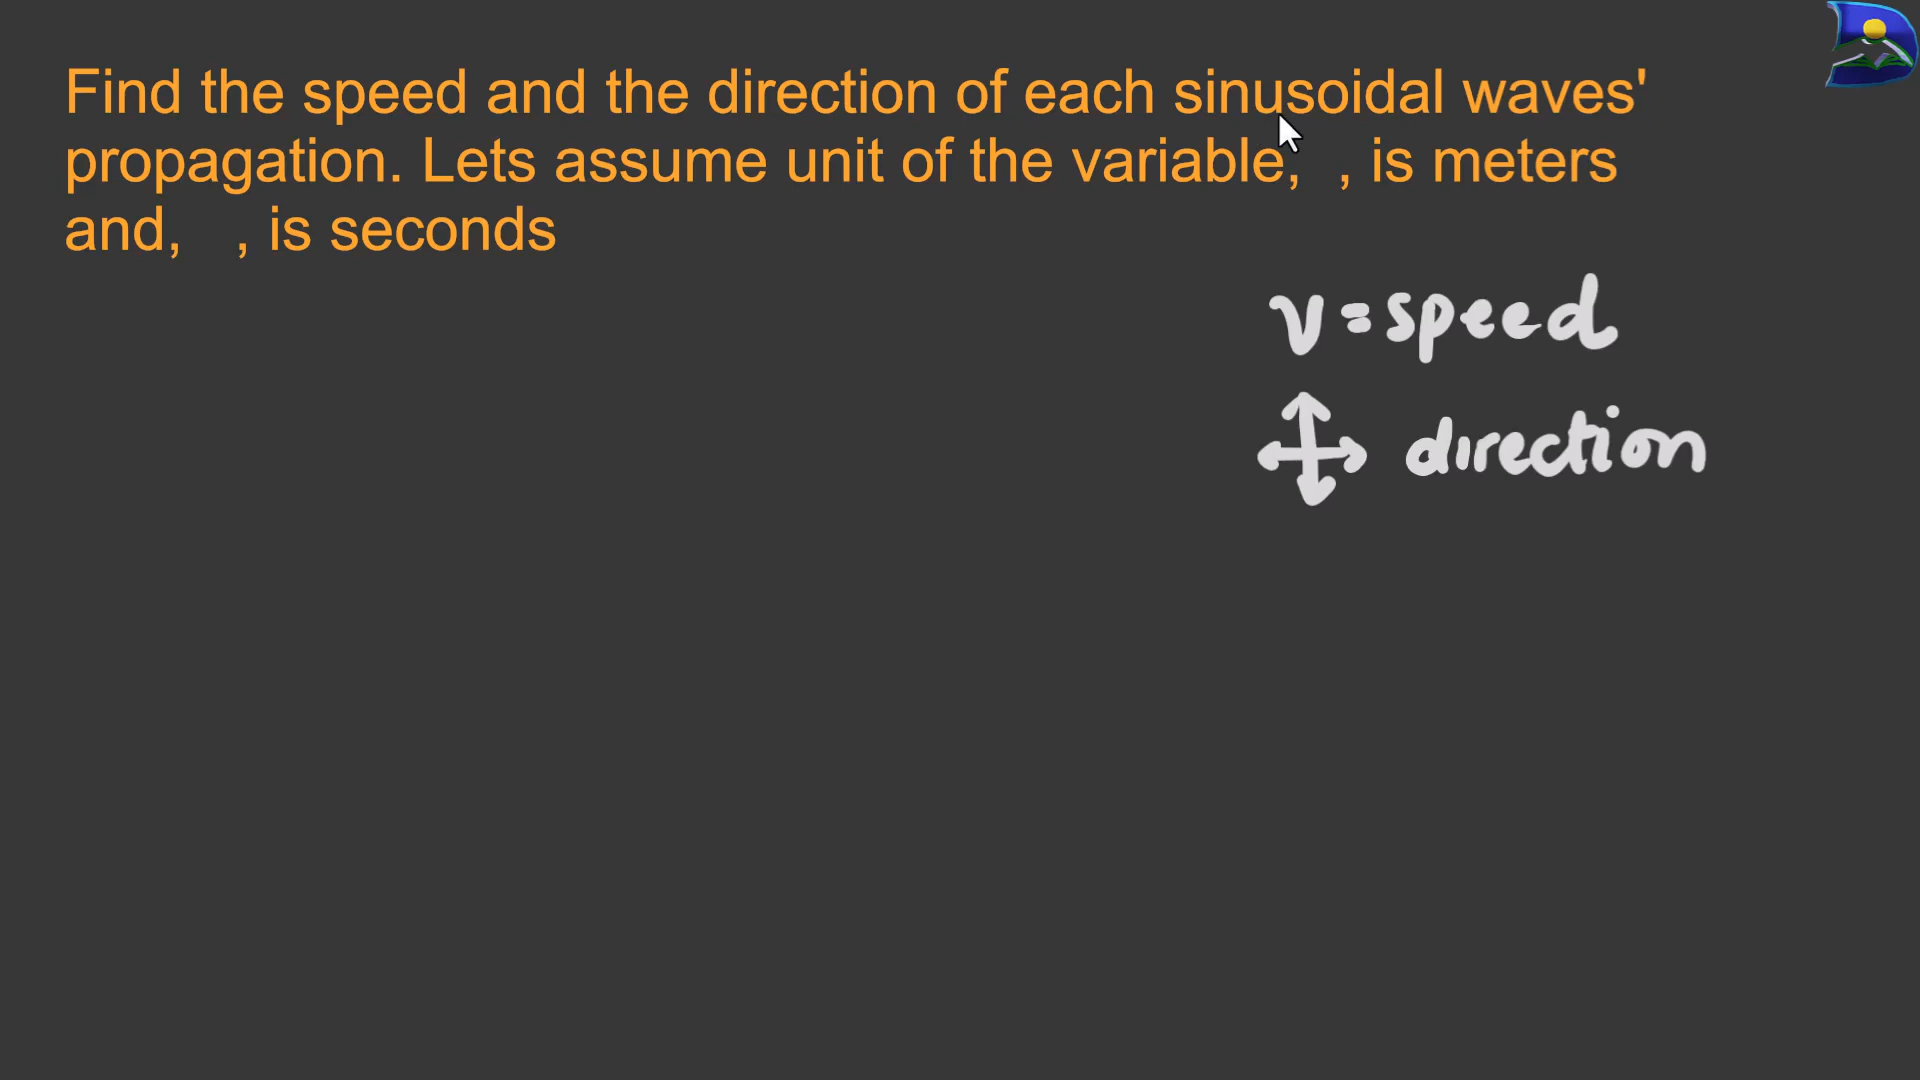 Find the speed and the direction of each sinusoidal waves'
propagation. Lets assume unit of the variable, , is meters
and, , is seconds
v = speed
direction